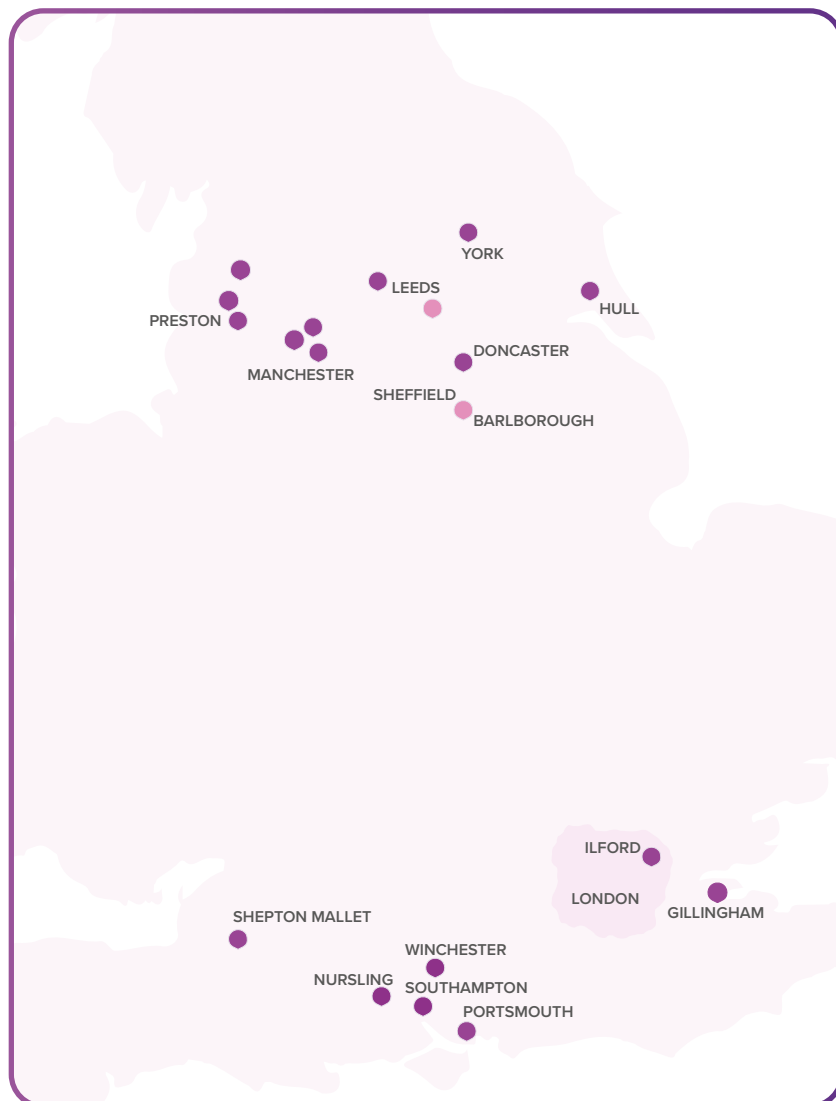 YORK
LEEDS
HULL
PRESTON
DONCASTER
MANCHESTER
SHEFFIELD
BARLBOROUGH
ILFORD
LONDON
GILLINGHAM
SHEPTON MALLET
WINCHESTER
NURSLING
SOUTHAMPTON
PORTSMOUTH